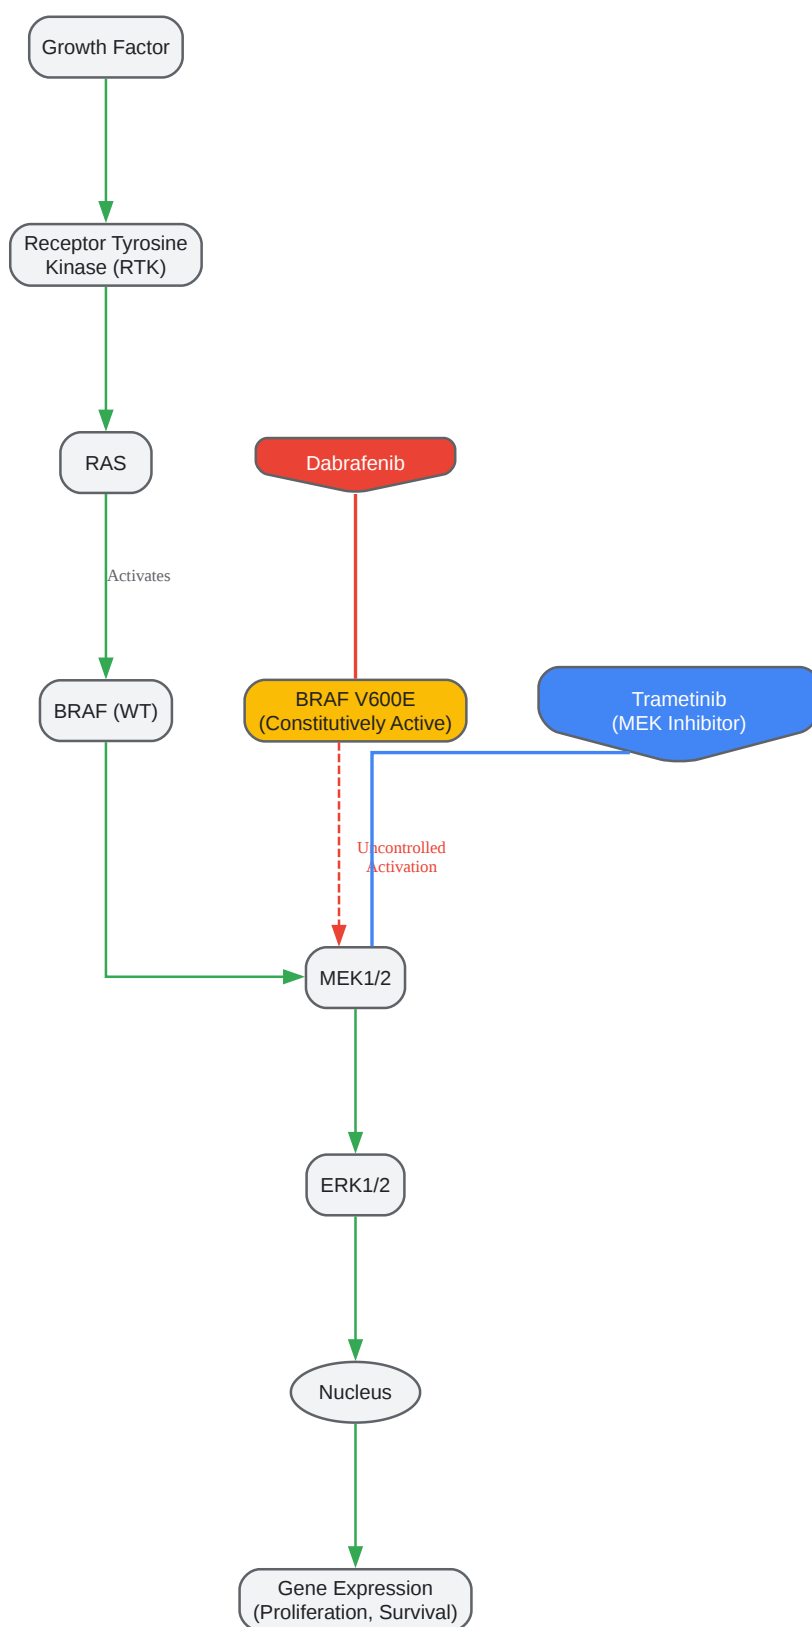 Growth Factor
Receptor Tyrosine
Kinase (RTK)
RAS
Dabrafenib
Activates
BRAF (WT)
BRAF V600E
(Constitutively Active)
Trametinib
(MEK Inhibitor)
Uncontrolled
Activation
MEK1/2
ERK1/2
Nucleus
Gene Expression
(Proliferation, Survival)